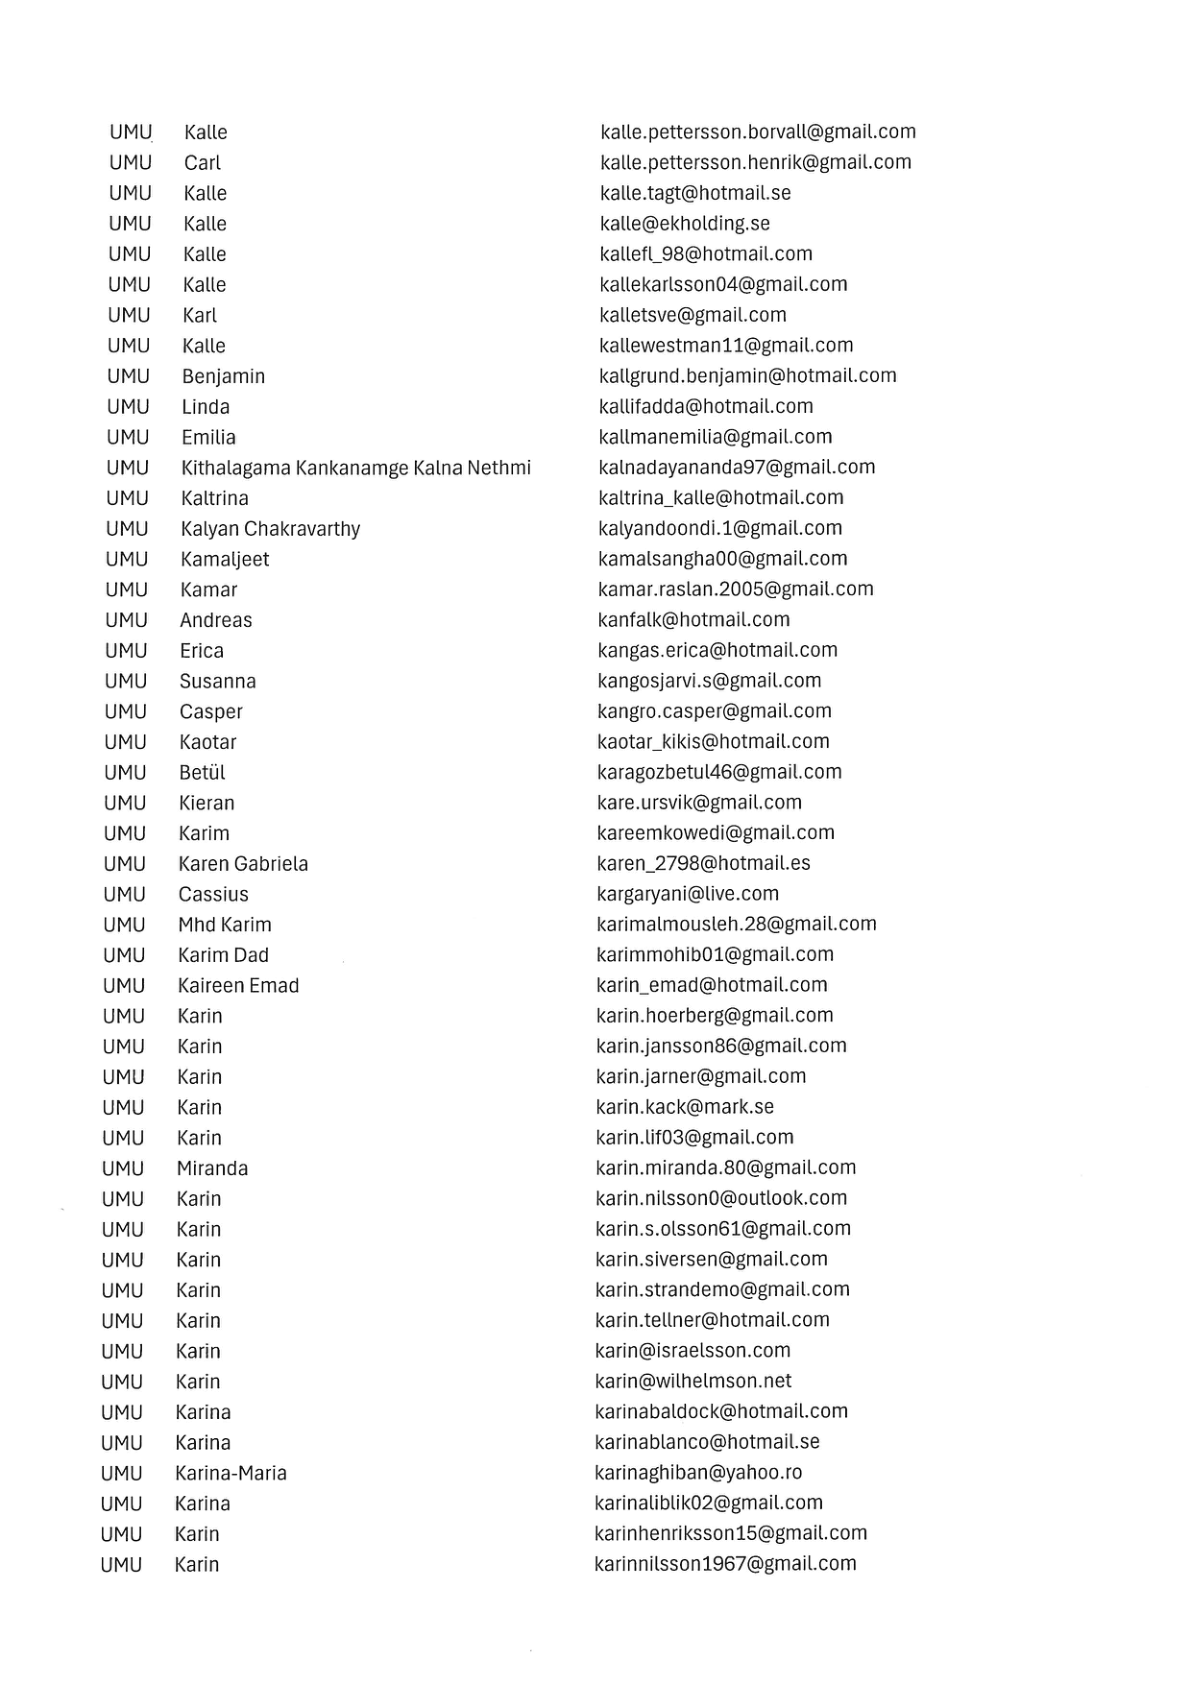 UMU Kalle kalle.pettersson.borvall@gmail.com
UMU Carl kalle.pettersson.henrik@gmail.com
UMU Kalle kalle.tagt@hotmail.se
UMU Kalle kalle@ekholding.se
UMU Kalle kallefl_98@hotmail.com
UMU Kalle kallekarlsson04@gmail.com
UMU Karl kalletsve@gmail.com
UMU Kalle kallewestman11@gmail.com
UMU Benjamin kallgrund.benjamin@hotmail.com
UMU Linda kallifadda@hotmail.com
UMU Emilia kallmanemilia@gmail.com
UMU Kithalagama Kankanamge Kalna Nethmi kalnadayananda97@gmail.com
UMU Kaltrina kaltrina_kalle@hotmail.com
UMU Kalyan Chakravarthy kalyandoondi.1@gmail.com
UMU Kamaljeet kamalsangha00@gmail.com
UMU Kamar kamar.raslan.2005@gmail.com
UMU Andreas kanfalk@hotmail.com
UMU Erica kangas.erica@hotmail.com
UMU Susanna kangosjarvi.s@gmail.com
UMU Casper kangro.casper@gmail.com
UMU Kaotar kaotar_kikis@hotmail.com
UMU Betül karagozbetul46@gmail.com
UMU Kieran kare.ursvik@gmail.com
UMU Karim kareemkowedi@gmail.com
UMU Karen Gabriela karen_2798@hotmail.es
UMU Cassius kargaryani@live.com
UMU Mhd Karim karimalmousleh.28@gmail.com
UMU Karim Dad karimmohib01@gmail.com
UMU Kaireen Emad karin_emad@hotmail.com
UMU Karin karin.hoerberg@gmail.com
UMU Karin karin.jansson86@gmail.com
UMU Karin karin.jarner@gmail.com
UMU Karin karin.kack@mark.se
UMU Karin karin.lif03@gmail.com
UMU Miranda karin.miranda.80@gmail.com
UMU Karin karin.nilsson0@outlook.com
UMU Karin karin.s.olsson61@gmail.com
UMU Karin karin.siversen@gmail.com
UMU Karin karin.strandemo@gmail.com
UMU Karin karin.tellner@hotmail.com
UMU Karin karin@israelsson.com
UMU Karin karin@wilhelmson.net
UMU Karina karinabaldock@hotmail.com
UMU Karina karinablanco@hotmail.se
UMU Karina-Maria karinaghiban@yahoo.ro
UMU Karina karinaliblik02@gmail.com
UMU Karin karinhenriksson15@gmail.com
UMU Karin karinnilsson1967@gmail.com